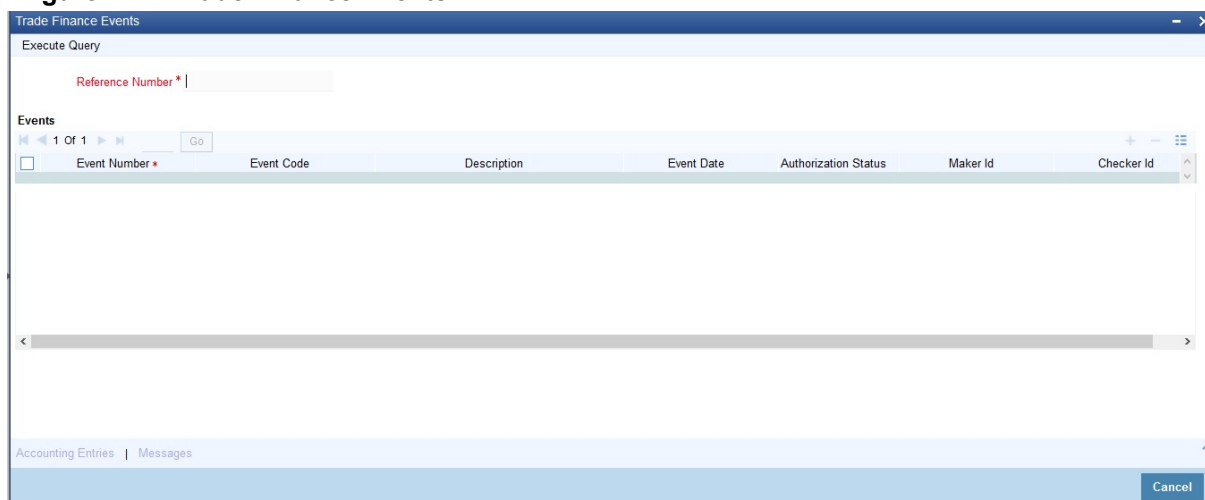 Trade Finance Events
Execute Query
Reference Number *
Events
1 Of 1 Go
Event Number * Event Code Description Event Date Authorization Status Maker Id Checker Id
Accounting Entries | Messages
Cancel